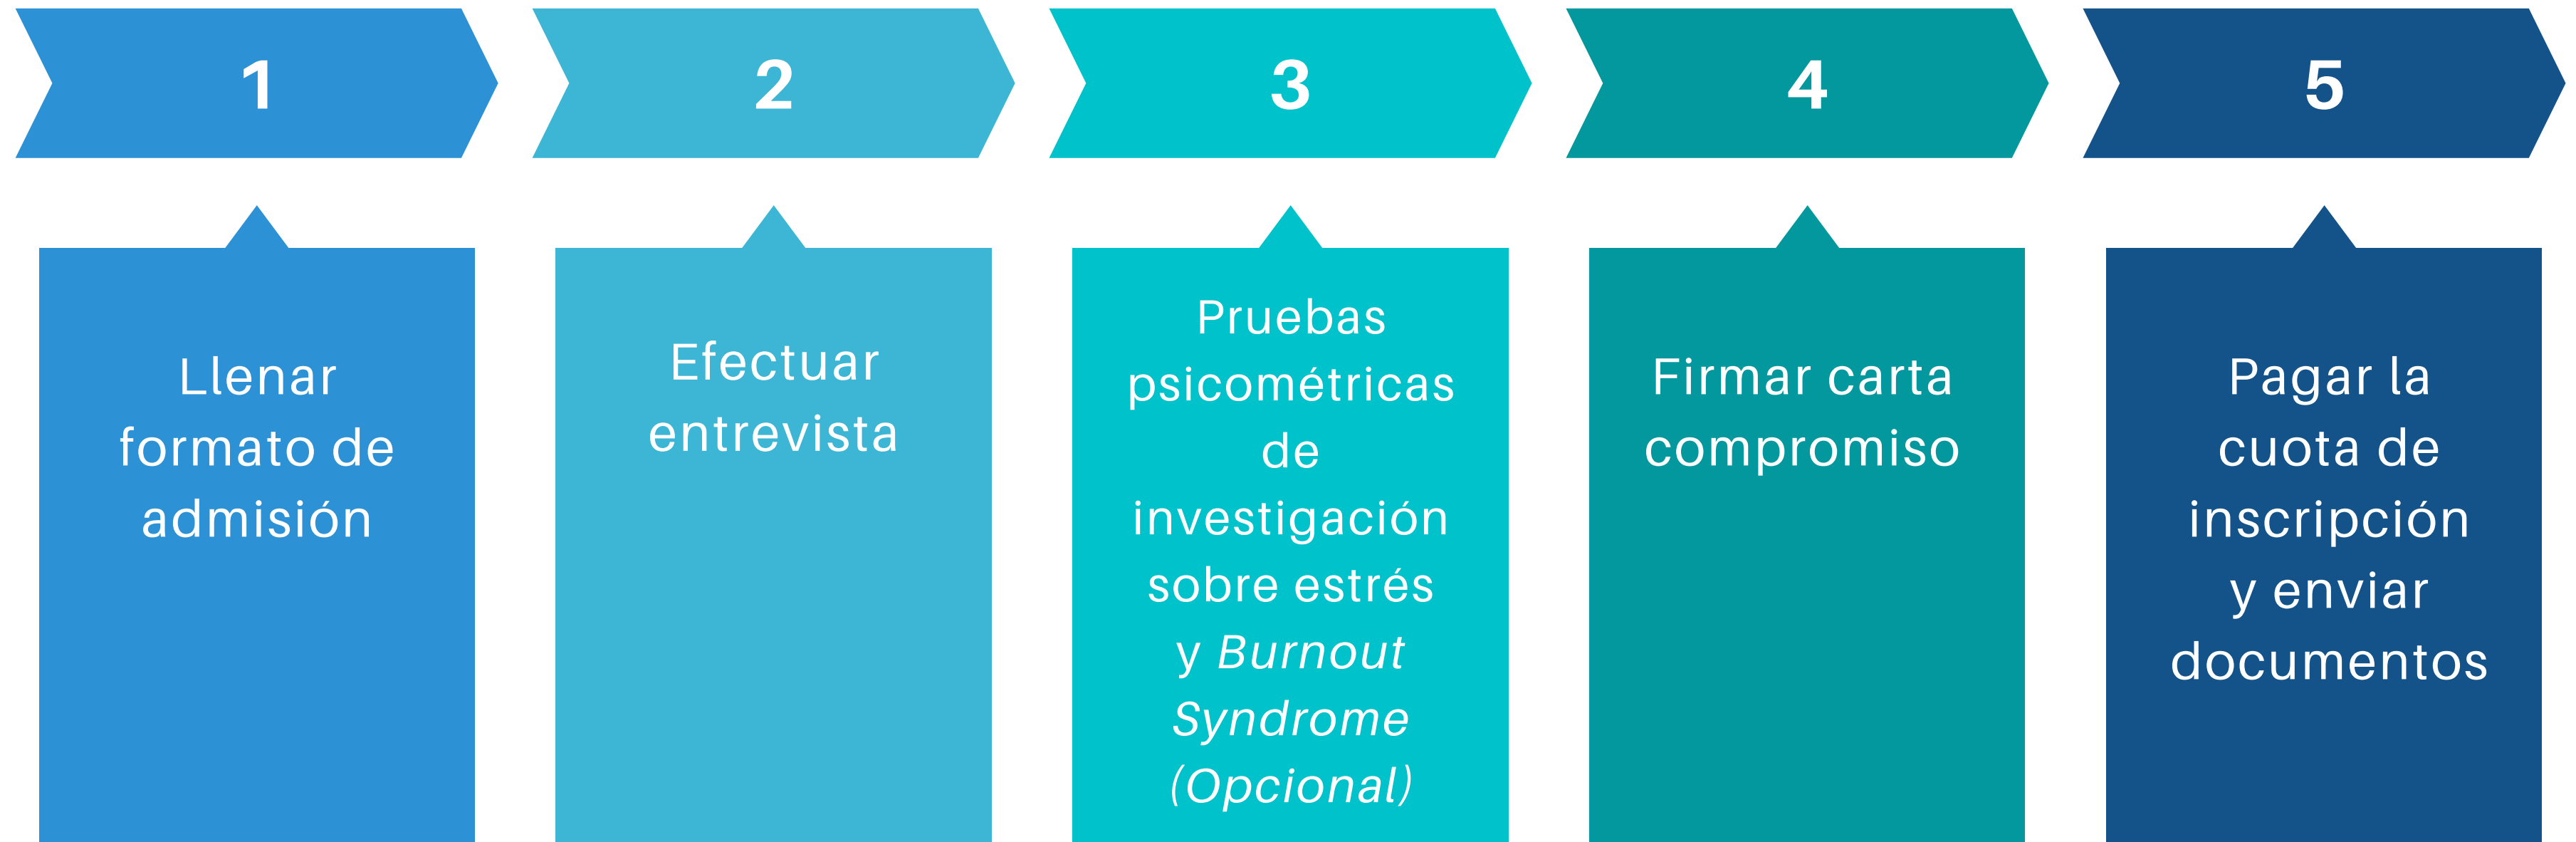 1
2
3
4
5
Llenar
formato de
admisión
Efectuar
entrevista
Pruebas
psicométricas
de
investigación
sobre estrés
y Burnout
Syndrome
(Opcional)
Firmar carta
compromiso
Pagar la
cuota de
inscripción
y enviar
documentos